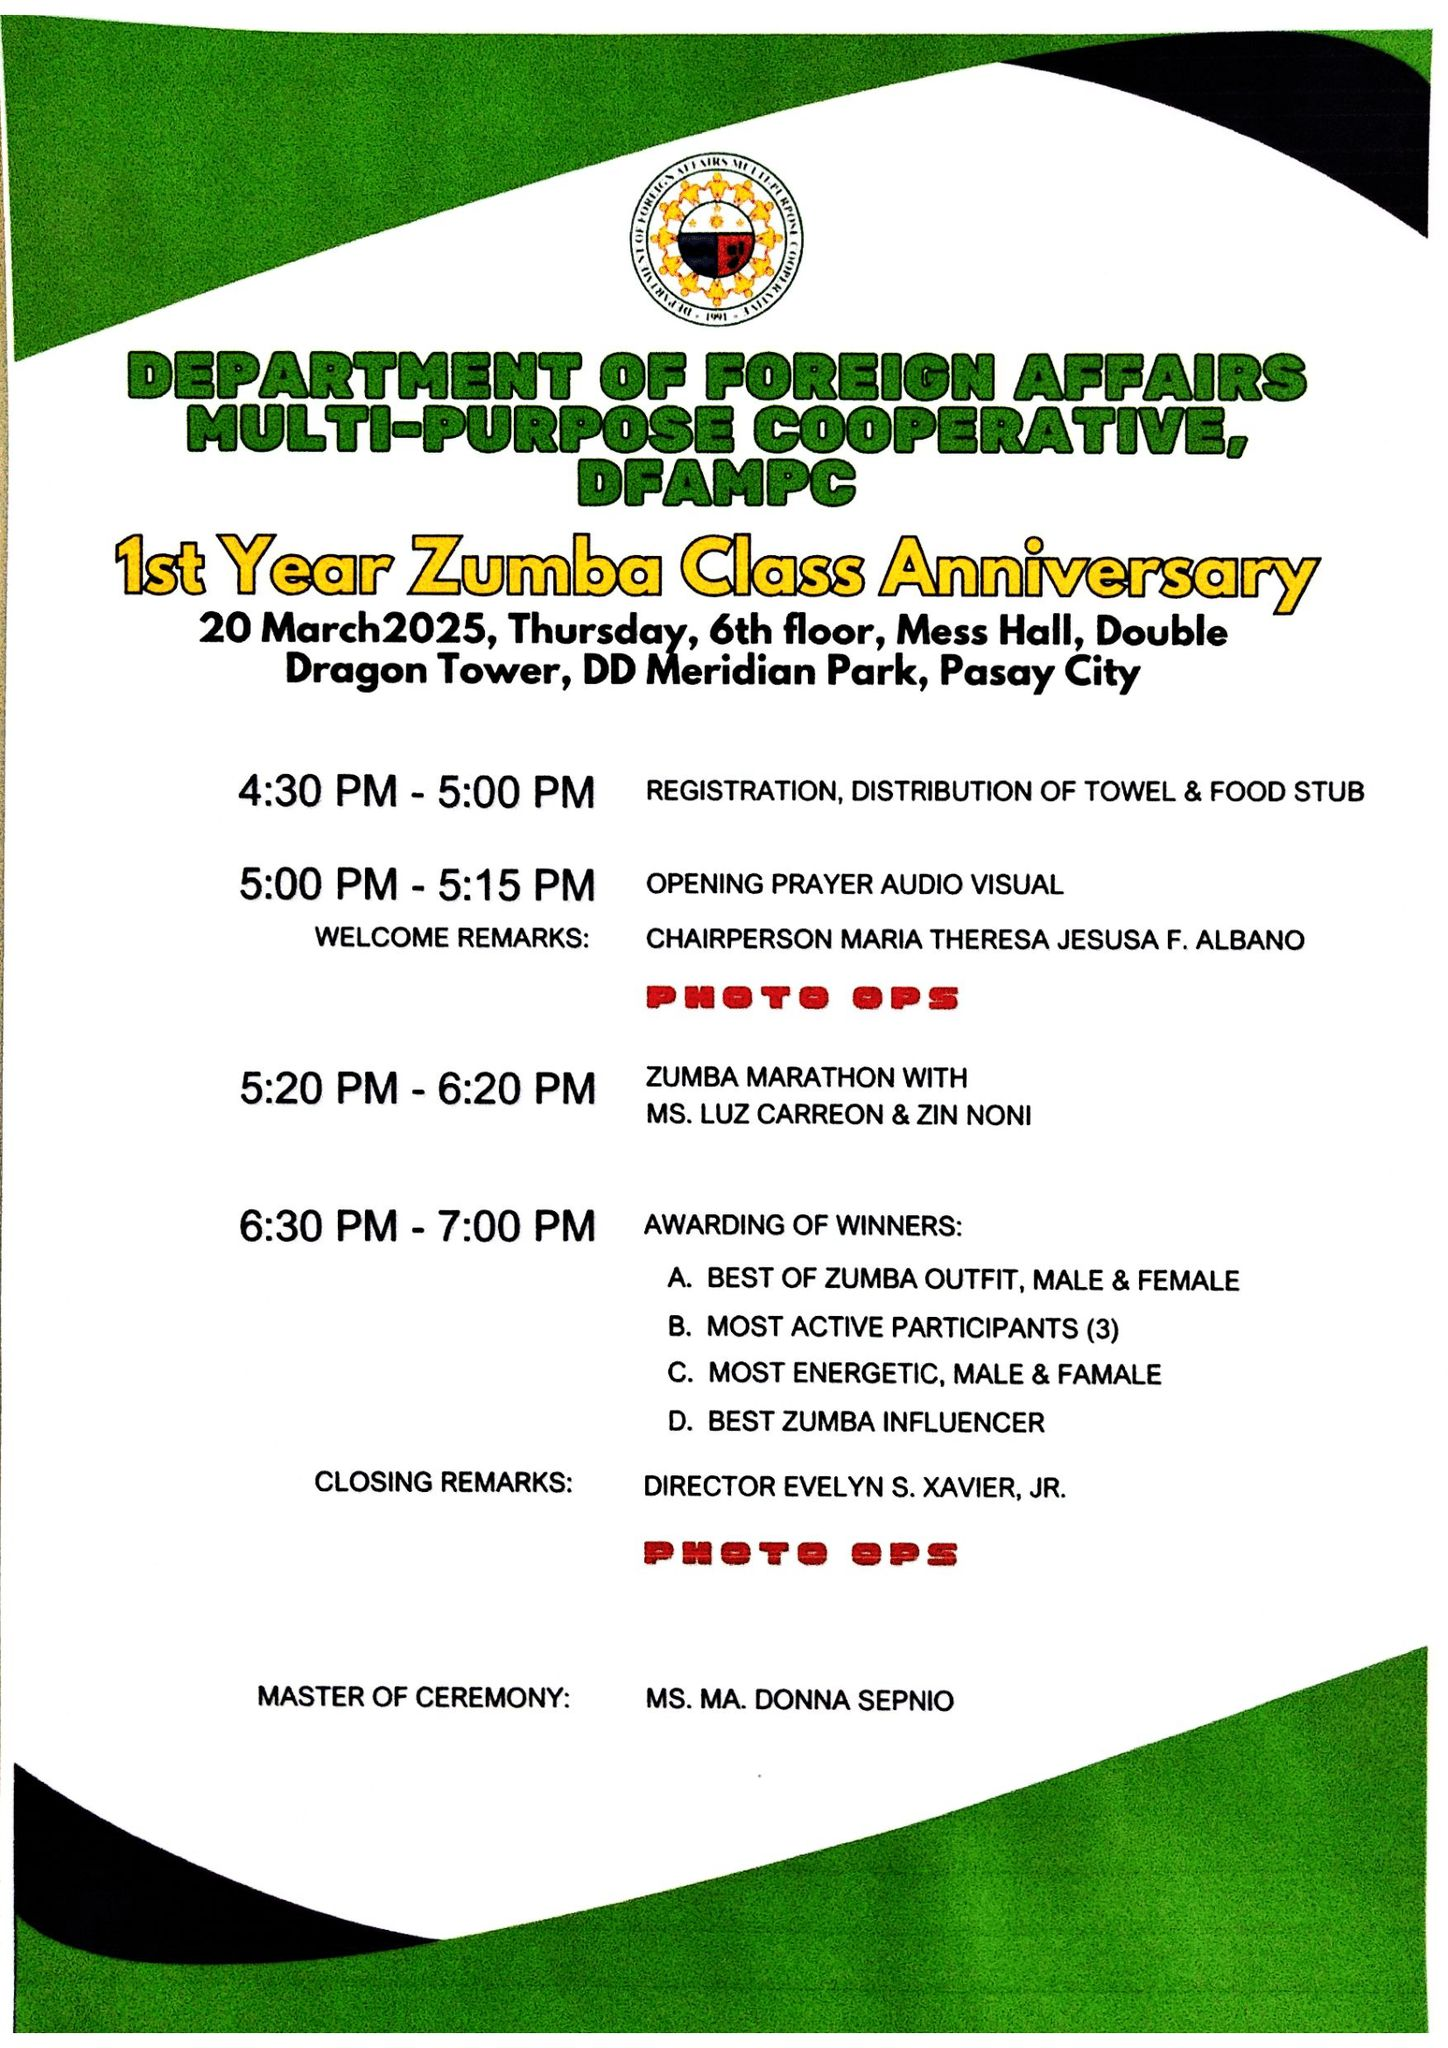 DEPARTMENT OF FOREIGN AFFAIRS MULTI-PURPOSE COOPERATIVE
· 1991 ·
DEPARTMENT OF FOREIGN AFFAIRS
MULTI-PURPOSE COOPERATIVE,
DFAMPC
1st Year Zumba Class Anniversary
20 March2025, Thursday, 6th floor, Mess Hall, Double
Dragon Tower, DD Meridian Park, Pasay City
4:30 PM - 5:00 PM REGISTRATION, DISTRIBUTION OF TOWEL & FOOD STUB
5:00 PM - 5:15 PM OPENING PRAYER AUDIO VISUAL
WELCOME REMARKS: CHAIRPERSON MARIA THERESA JESUSA F. ALBANO
PHOTO OPS
5:20 PM - 6:20 PM ZUMBA MARATHON WITH
MS. LUZ CARREON & ZIN NONI
6:30 PM - 7:00 PM AWARDING OF WINNERS:
A. BEST OF ZUMBA OUTFIT, MALE & FEMALE
B. MOST ACTIVE PARTICIPANTS (3)
C. MOST ENERGETIC, MALE & FAMALE
D. BEST ZUMBA INFLUENCER
CLOSING REMARKS: DIRECTOR EVELYN S. XAVIER, JR.
PHOTO OPS
MASTER OF CEREMONY: MS. MA. DONNA SEPNIO